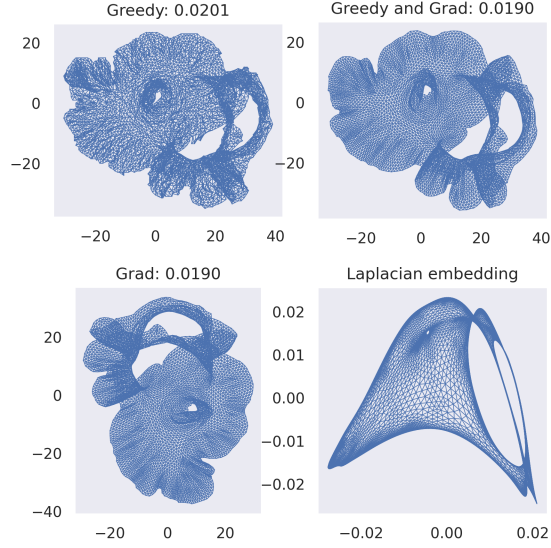 Greedy: 0.0201
Greedy and Grad: 0.0190
20
0
−20
−20 0 20 40
20
0
−20
−20 0 20 40
Grad: 0.0190
Laplacian embedding
20
0
−20
−40
−20 0 20
0.02
0.01
0.00
−0.01
−0.02
−0.02 0.00 0.02